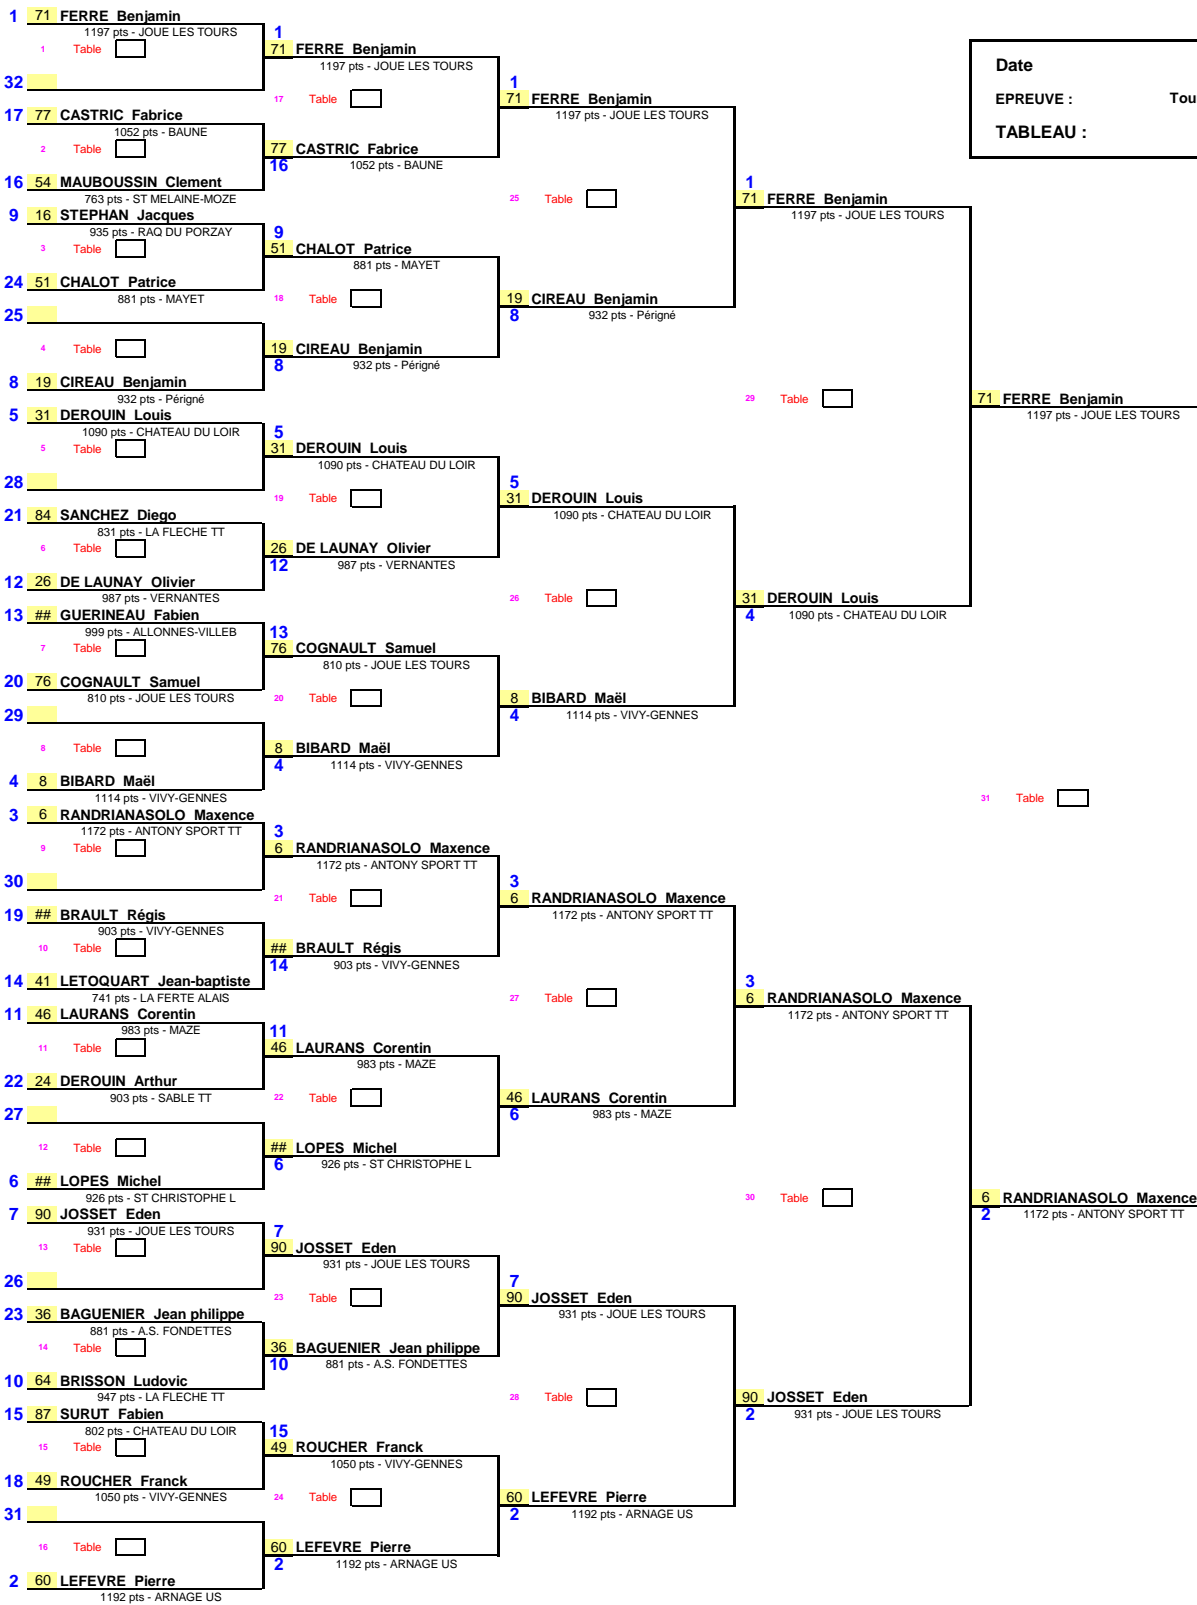 1 71 FERRE Benjamin
1197 pts - JOUE LES TOURS
1 Table
32
17 77 CASTRIC Fabrice
1052 pts - BAUNE
2 Table
16 54 MAUBOUSSIN Clement
763 pts - ST MELAINE-MOZE
9 16 STEPHAN Jacques
935 pts - RAQ DU PORZAY
3 Table
24 51 CHALOT Patrice
881 pts - MAYET
25
4 Table
8 19 CIREAU Benjamin
932 pts - Périgné
5 31 DEROUIN Louis
1090 pts - CHATEAU DU LOIR
5 Table
28
21 84 SANCHEZ Diego
831 pts - LA FLECHE TT
6 Table
12 26 DE LAUNAY Olivier
987 pts - VERNANTES
13 ## GUERINEAU Fabien
999 pts - ALLONNES-VILLEB
7 Table
20 76 COGNAULT Samuel
810 pts - JOUE LES TOURS
29
8 Table
4 8 BIBARD Maël
1114 pts - VIVY-GENNES
3 6 RANDRIANASOLO Maxence
1172 pts - ANTONY SPORT TT
9 Table
30
19 ## BRAULT Régis
903 pts - VIVY-GENNES
10 Table
14 41 LETOQUART Jean-baptiste
741 pts - LA FERTE ALAIS
11 46 LAURANS Corentin
983 pts - MAZE
11 Table
22 24 DEROUIN Arthur
903 pts - SABLE TT
27
12 Table
6 ## LOPES Michel
926 pts - ST CHRISTOPHE L
7 90 JOSSET Eden
931 pts - JOUE LES TOURS
13 Table
26
23 36 BAGUENIER Jean philippe
881 pts - A.S. FONDETTES
14 Table
10 64 BRISSON Ludovic
947 pts - LA FLECHE TT
15 87 SURUT Fabien
802 pts - CHATEAU DU LOIR
15 Table
18 49 ROUCHER Franck
1050 pts - VIVY-GENNES
31
16 Table
2 60 LEFEVRE Pierre
1192 pts - ARNAGE US
1
71 FERRE Benjamin
1197 pts - JOUE LES TOURS
17 Table
77 CASTRIC Fabrice
16 1052 pts - BAUNE
9
51 CHALOT Patrice
881 pts - MAYET
18 Table
19 CIREAU Benjamin
8 932 pts - Périgné
5
31 DEROUIN Louis
1090 pts - CHATEAU DU LOIR
19 Table
26 DE LAUNAY Olivier
12 987 pts - VERNANTES
13
76 COGNAULT Samuel
810 pts - JOUE LES TOURS
20 Table
8 BIBARD Maël
4 1114 pts - VIVY-GENNES
3
6 RANDRIANASOLO Maxence
1172 pts - ANTONY SPORT TT
21 Table
## BRAULT Régis
14 903 pts - VIVY-GENNES
11
46 LAURANS Corentin
983 pts - MAZE
22 Table
## LOPES Michel
6 926 pts - ST CHRISTOPHE L
7
90 JOSSET Eden
931 pts - JOUE LES TOURS
23 Table
36 BAGUENIER Jean philippe
10 881 pts - A.S. FONDETTES
15
49 ROUCHER Franck
1050 pts - VIVY-GENNES
24 Table
60 LEFEVRE Pierre
2 1192 pts - ARNAGE US
1
71 FERRE Benjamin
1197 pts - JOUE LES TOURS
25 Table
19 CIREAU Benjamin
8 932 pts - Périgné
5
31 DEROUIN Louis
1090 pts - CHATEAU DU LOIR
26 Table
8 BIBARD Maël
4 1114 pts - VIVY-GENNES
3
6 RANDRIANASOLO Maxence
1172 pts - ANTONY SPORT TT
27 Table
46 LAURANS Corentin
6 983 pts - MAZE
7
90 JOSSET Eden
931 pts - JOUE LES TOURS
28 Table
60 LEFEVRE Pierre
2 1192 pts - ARNAGE US
1
71 FERRE Benjamin
1197 pts - JOUE LES TOURS
29 Table
31 DEROUIN Louis
4 1090 pts - CHATEAU DU LOIR
3
6 RANDRIANASOLO Maxence
1172 pts - ANTONY SPORT TT
30 Table
90 JOSSET Eden
2 931 pts - JOUE LES TOURS
Date
EPREUVE : Tou
TABLEAU :
71 FERRE Benjamin
1197 pts - JOUE LES TOURS
31 Table
6 RANDRIANASOLO Maxence
2 1172 pts - ANTONY SPORT TT